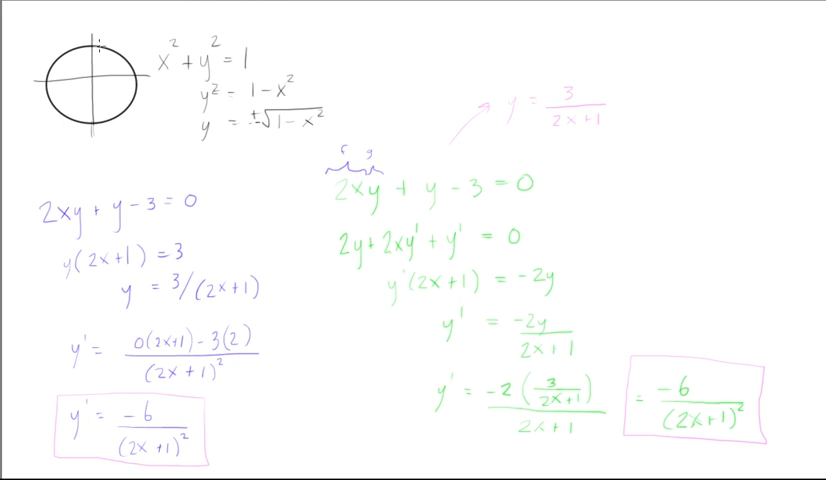 x² + y² = 1
y² = 1 - x²
y = ±√(1 - x²)
y = 3/(2x+1)
2xy + y - 3 = 0
y(2x+1) = 3
y = 3/(2x+1)
y' = (0(2x+1) - 3(2))/(2x+1)²
y' = -6/(2x+1)²
f g
2xy + y - 3 = 0
2y + 2xy' + y' = 0
y'(2x+1) = -2y
y' = -2y/(2x+1)
y' = -2(3/(2x+1))/(2x+1) = -6/(2x+1)²